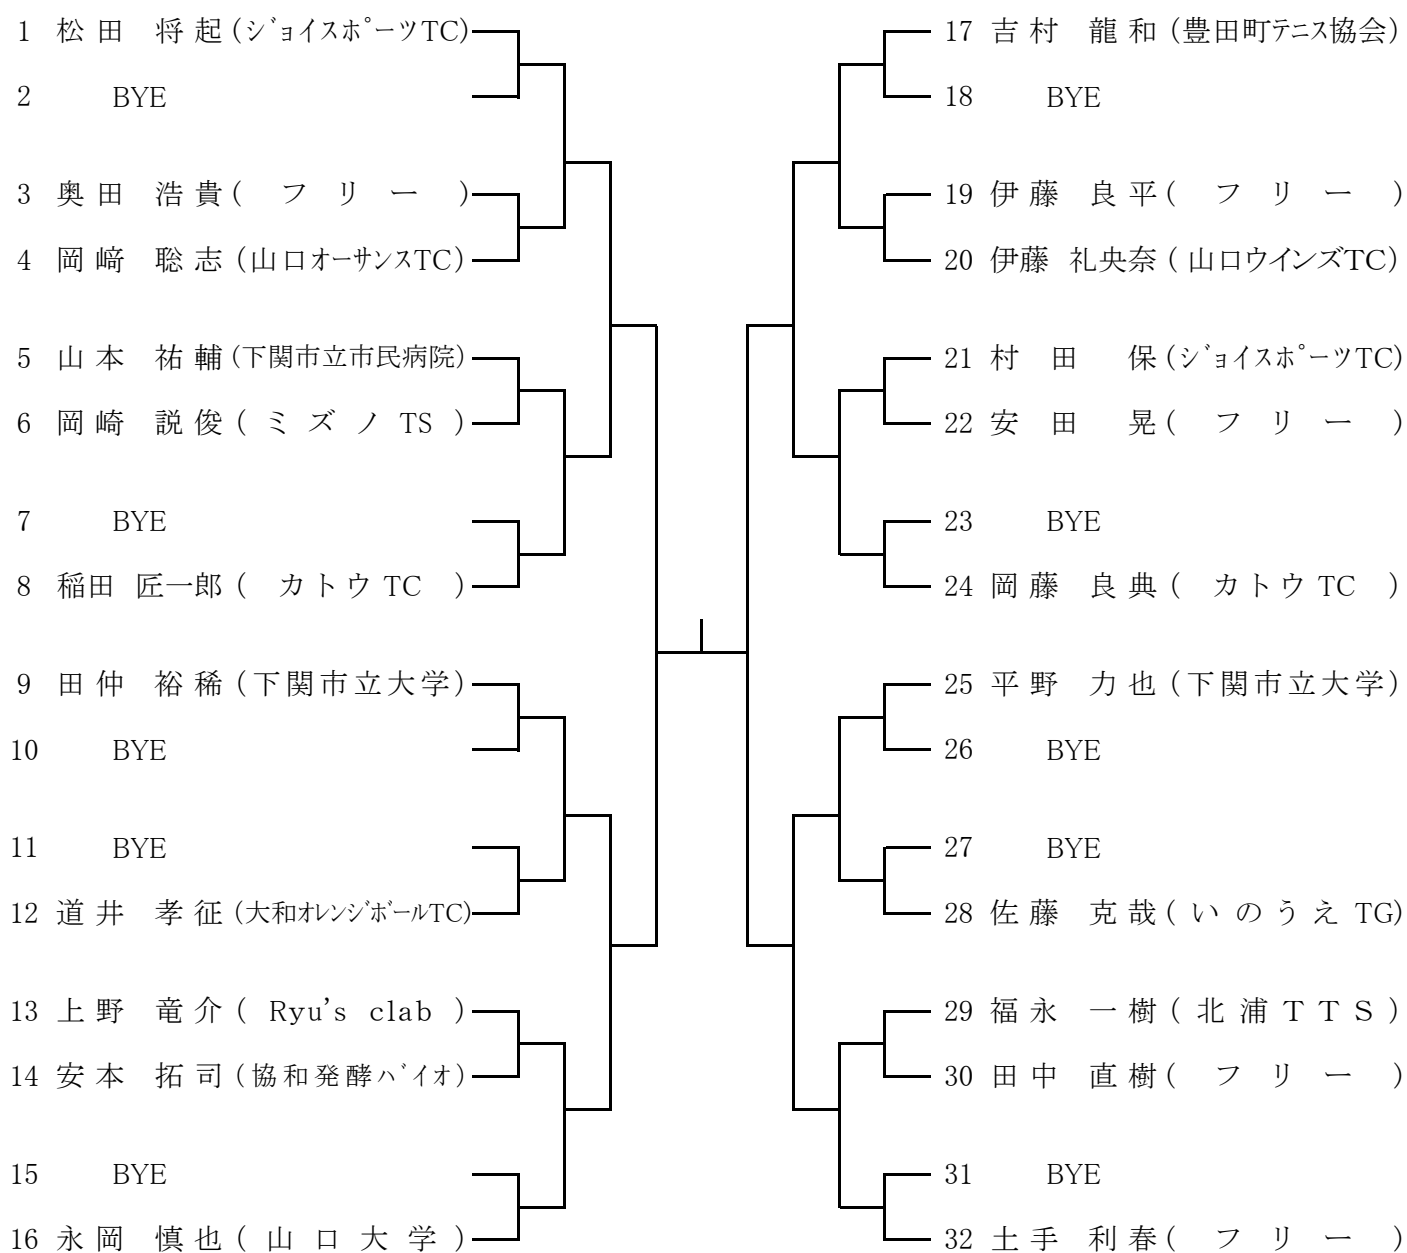 1 松田 将起 (ジョイスポーツTC)
2 BYE
3 奥田 浩貴 ( フリー )
4 岡﨑 聡志 (山口オーサンスTC)
5 山本 祐輔 (下関市立市民病院)
6 岡崎 説俊 ( ミズノ TS )
7 BYE
8 稲田 匠一郎 ( カトウ TC )
9 田仲 裕稀 (下関市立大学)
10 BYE
11 BYE
12 道井 孝征 (大和オレンジボールTC)
13 上野 竜介 ( Ryu's clab )
14 安本 拓司 (協和発酵バイオ)
15 BYE
16 永岡 慎也 ( 山口大学 )
17 吉村 龍和 (豊田町テニス協会)
18 BYE
19 伊藤 良平 ( フリー )
20 伊藤 礼央奈 ( 山口ウインズTC)
21 村田 保 (ジョイスポーツTC)
22 安田 晃 ( フリー )
23 BYE
24 岡藤 良典 ( カトウ TC )
25 平野 力也 (下関市立大学)
26 BYE
27 BYE
28 佐藤 克哉 ( いのうえ TG)
29 福永 一樹 ( 北浦TTS )
30 田中 直樹 ( フリー )
31 BYE
32 土手 利春 ( フリー )